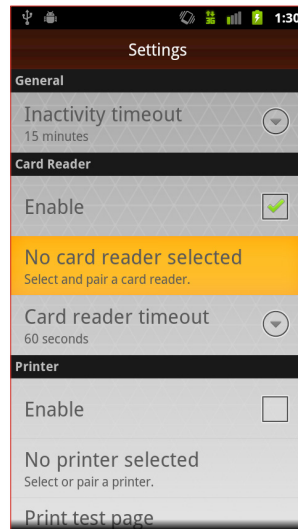 3G
1:30
Settings
General
Inactivity timeout
15 minutes
Card Reader
Enable
No card reader selected
Select and pair a card reader.
Card reader timeout
60 seconds
Printer
Enable
No printer selected
Select or pair a printer.
Print test page